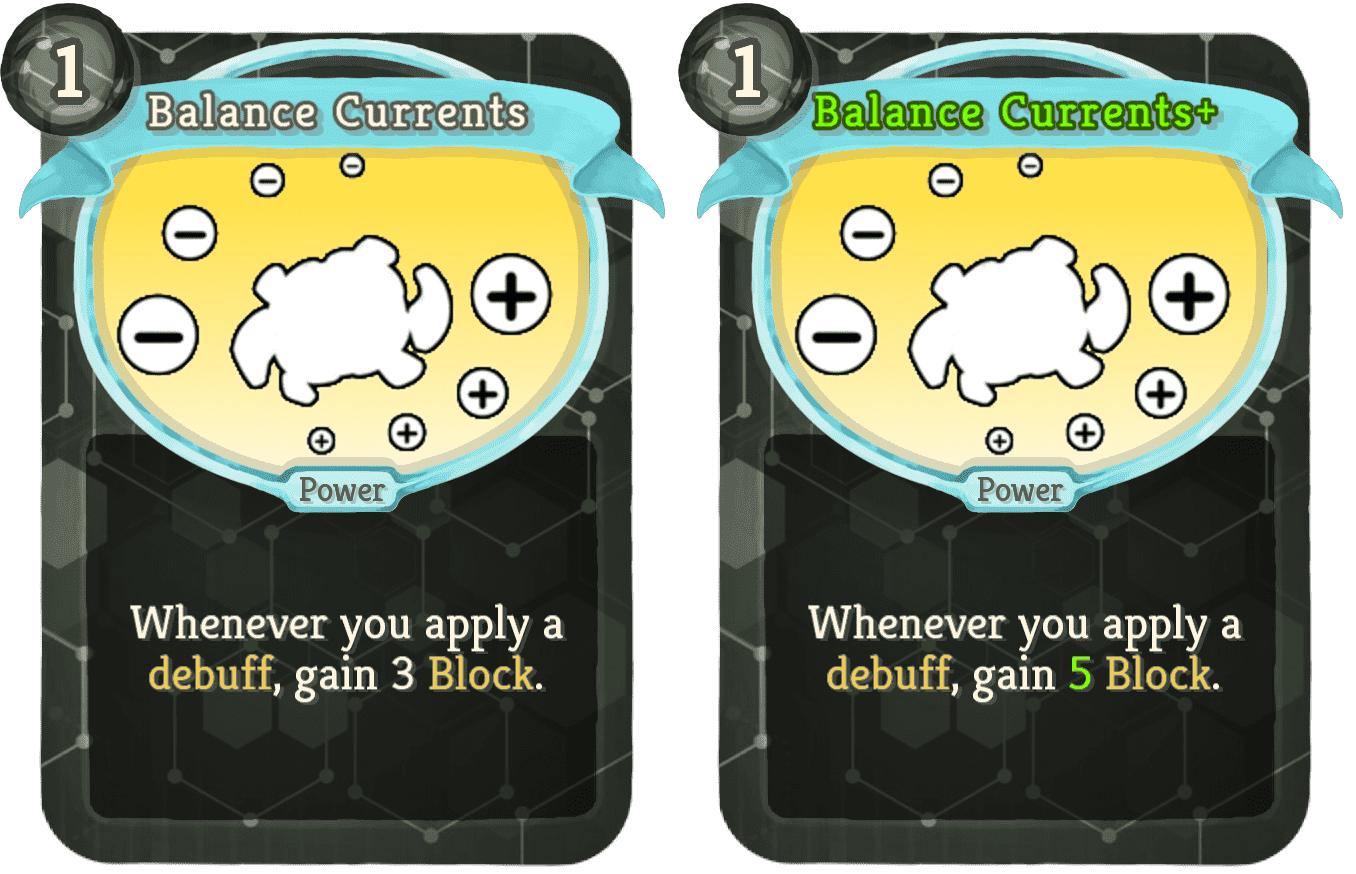 1
Balance Currents
Power
Whenever you apply a
debuff, gain 3 Block.
1
Balance Currents+
Power
Whenever you apply a
debuff, gain 5 Block.